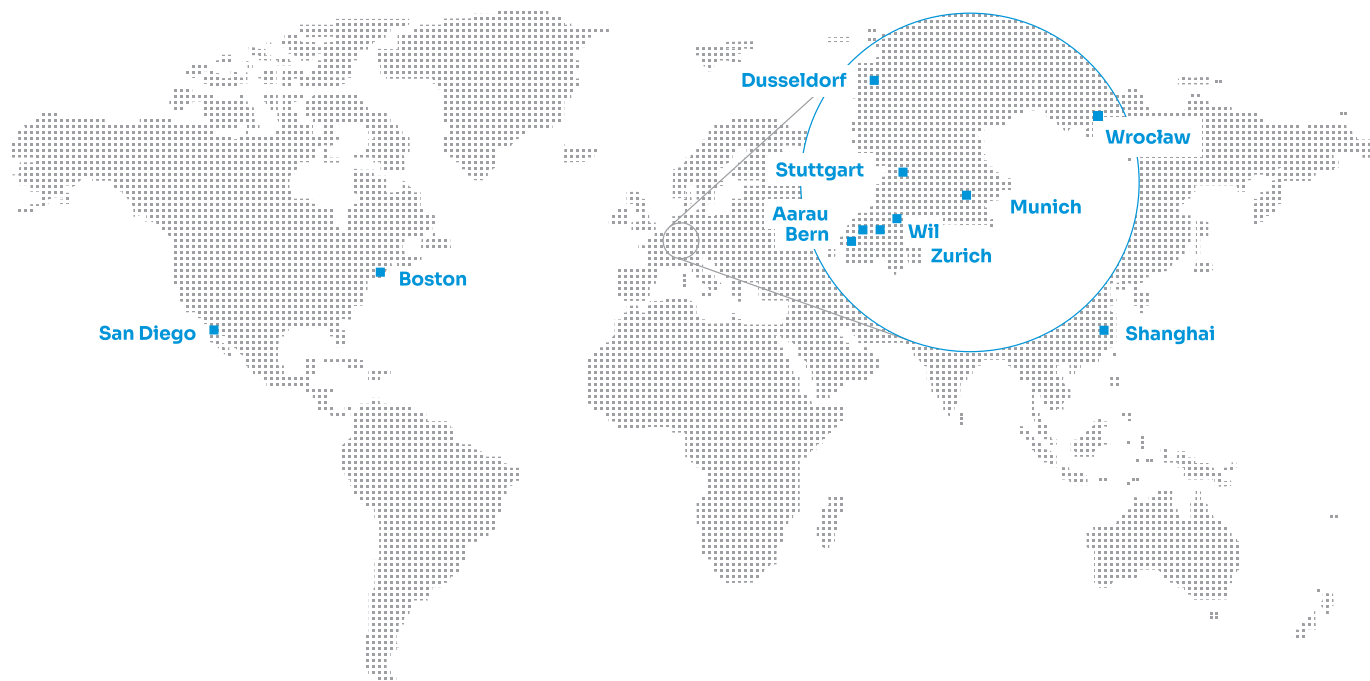 Dusseldorf
Wrocław
Stuttgart
Munich
Aarau
Bern
Wil
Zurich
Boston
San Diego
Shanghai